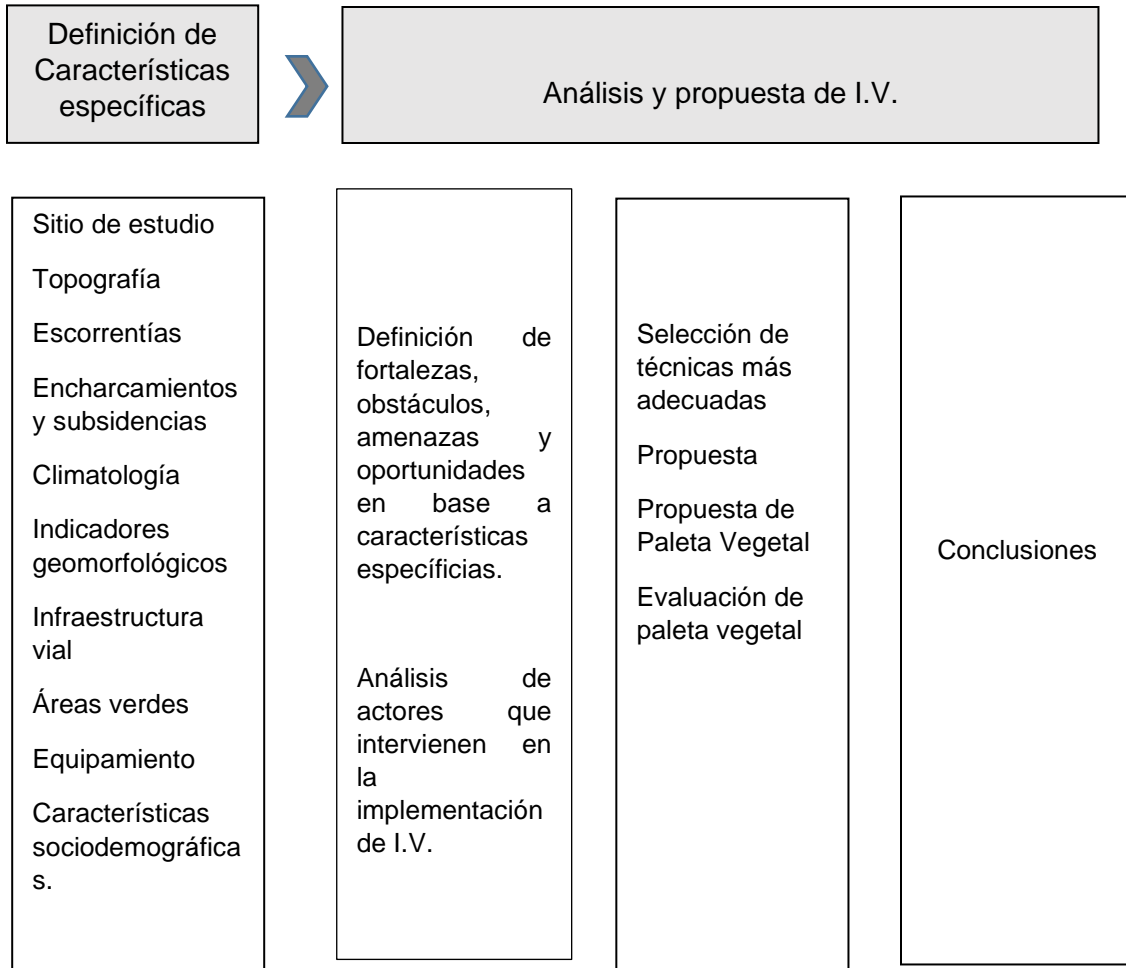 Definición de
Características
específicas
Análisis y propuesta de I.V.
Sitio de estudio
Topografía
Escorrentías
Encharcamientos
y subsidencias
Climatología
Indicadores
geomorfológicos
Infraestructura
vial
Áreas verdes
Equipamiento
Características
sociodemográfica
s.
Definición de
fortalezas,
obstáculos,
amenazas y
oportunidades
en base a
características
específicias.
Análisis de
actores que
intervienen en
la
implementación
de I.V.
Selección de
técnicas más
adecuadas
Propuesta
Propuesta de
Paleta Vegetal
Evaluación de
paleta vegetal
Conclusiones